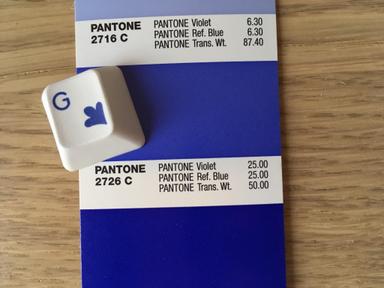 PANTONE PANTONE Violet 6.30
2716 C PANTONE Ref. Blue 6.30
PANTONE Trans. Wt. 87.40
G
PANTONE PANTONE Violet 25.00
2726 C PANTONE Ref. Blue 25.00
PANTONE Trans. Wt. 50.00